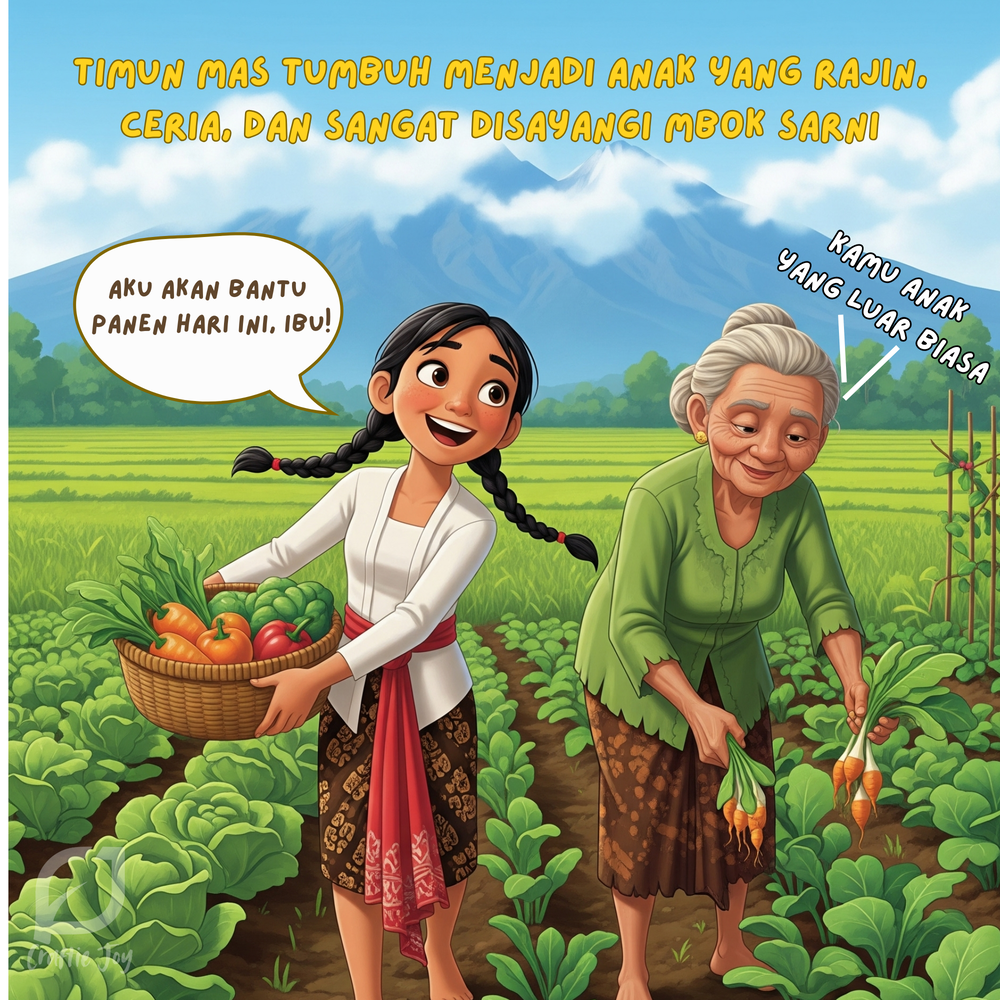 TIMUN MAS TUMBUH MENJADI ANAK YANG RAJIN,
CERIA, DAN SANGAT DISAYANGI MBOK SARNI
AKU AKAN BANTU
PANEN HARI INI, IBU!
KAMU ANAK
YANG LUAR BIASA